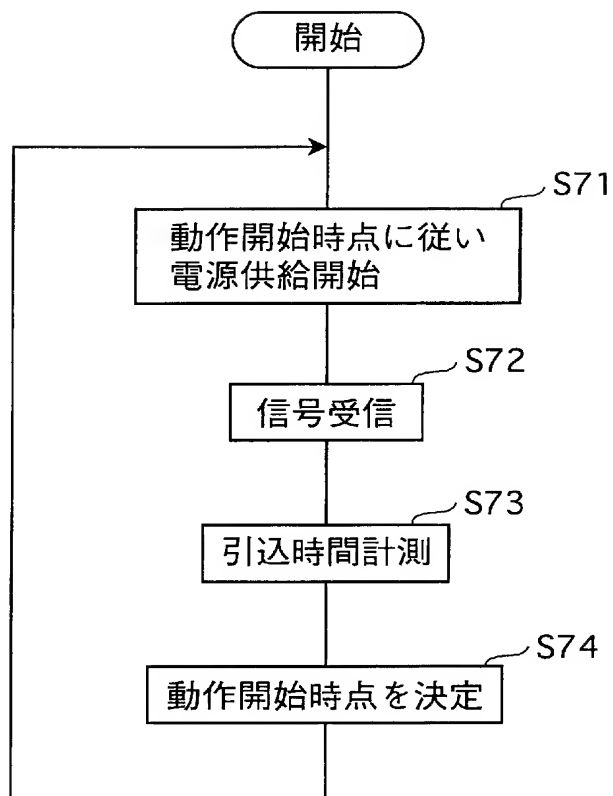 開始
S71
動作開始時点に従い
電源供給開始
S72
信号受信
S73
引込時間計測
S74
動作開始時点を決定